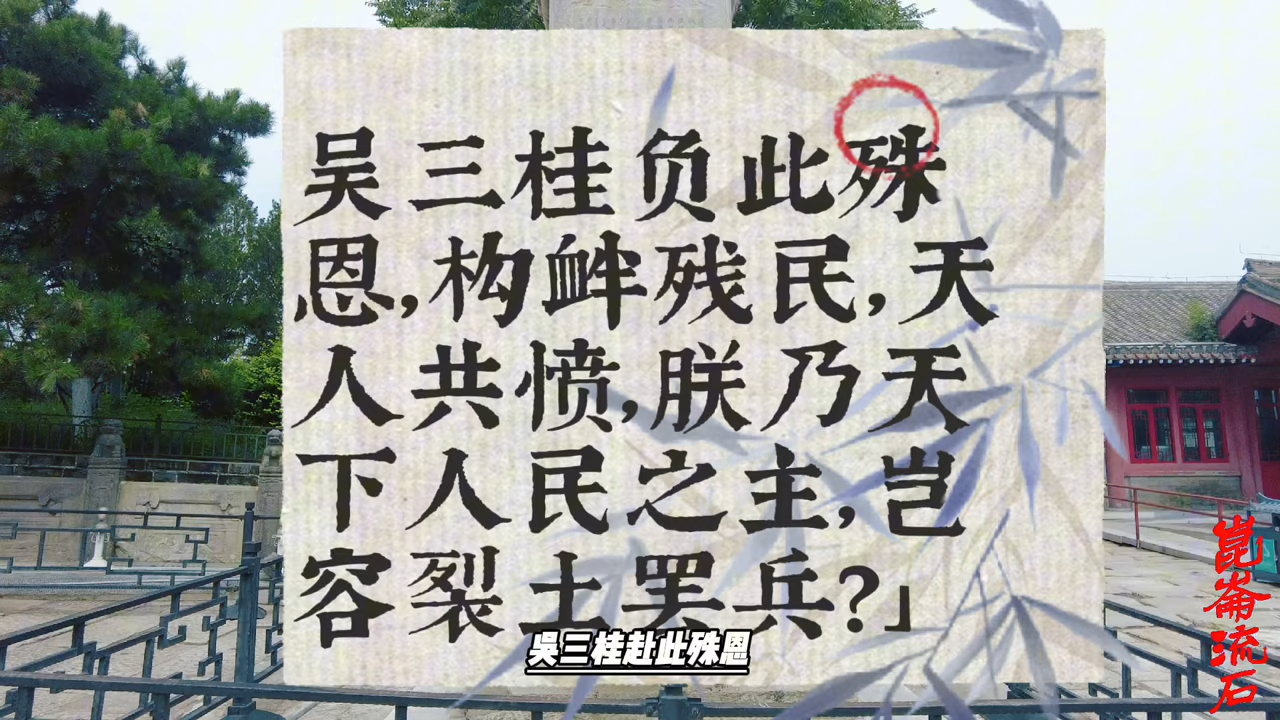 吴三桂负此殊
恩,构衅残民,天
人共愤,朕乃天
下人民之主,岂
容裂土罢兵?」
吳三桂赴此殊恩
崑崙流石